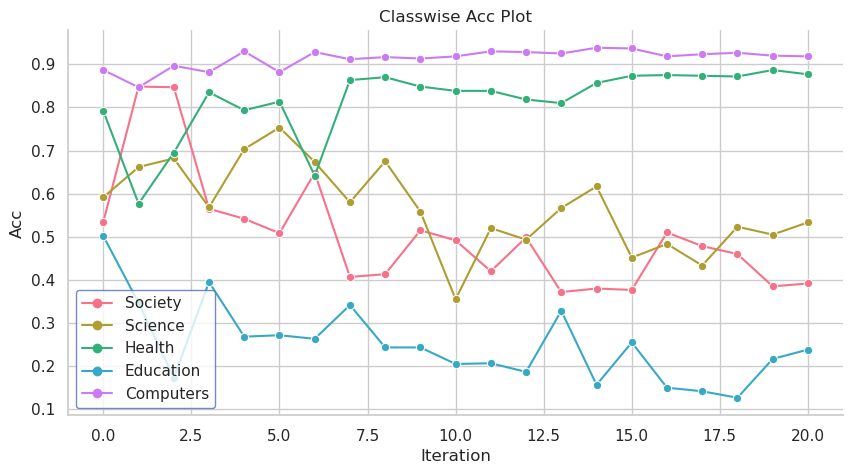 Classwise Acc Plot
Acc
0.9
0.8
0.7
0.6
0.5
0.4
0.3
0.2
0.1
Society
Science
Health
Education
Computers
0.0 2.5 5.0 7.5 10.0 12.5 15.0 17.5 20.0
Iteration